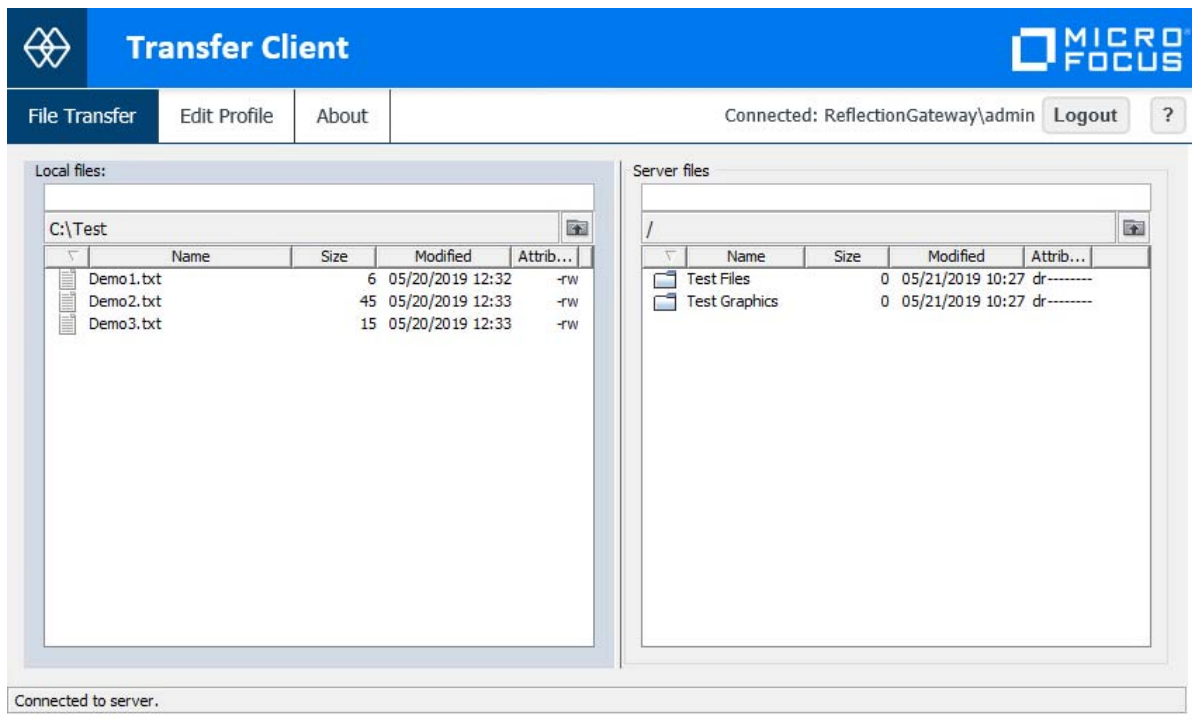 Transfer Client
MICRO FOCUS
File Transfer Edit Profile About Connected: ReflectionGateway\admin Logout ?
Local files:
C:\Test
Name Size Modified Attrib...
Demo1.txt 6 05/20/2019 12:32 -rw
Demo2.txt 45 05/20/2019 12:33 -rw
Demo3.txt 15 05/20/2019 12:33 -rw
Server files
/
Name Size Modified Attrib...
Test Files 0 05/21/2019 10:27 dr--------
Test Graphics 0 05/21/2019 10:27 dr--------
Connected to server.